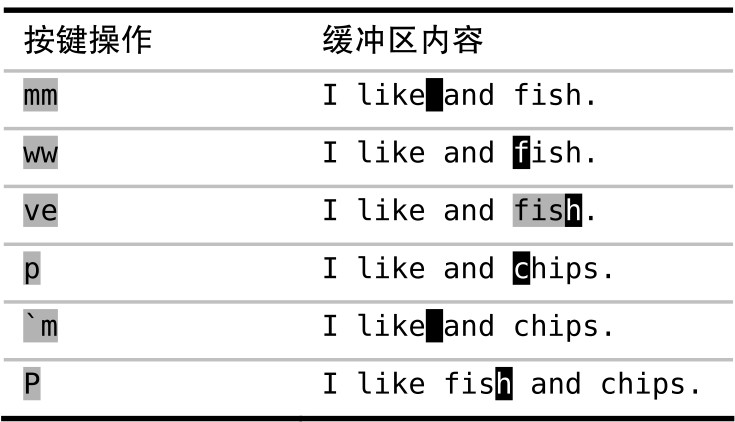 按键操作 缓冲区内容
mm I like and fish.
ww I like and fish.
ve I like and fish.
p I like and chips.
`m I like and chips.
P I like fish and chips.